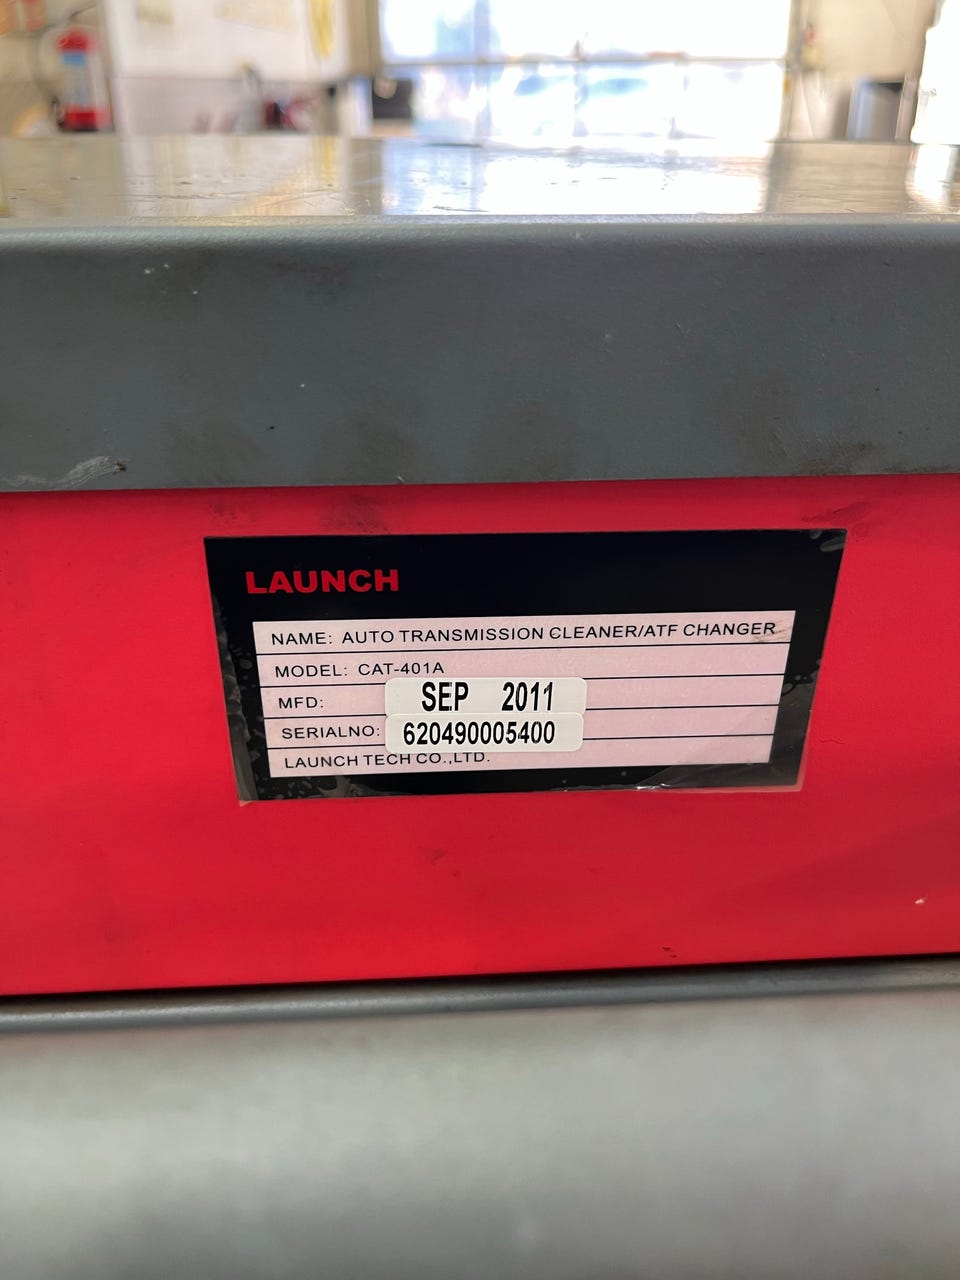 LAUNCH
NAME: AUTO TRANSMISSION CLEANER/ATF CHANGER
MODEL: CAT-401A
MFD: SEP 2011
SERIALNO: 620490005400
LAUNCH TECH CO.,LTD.